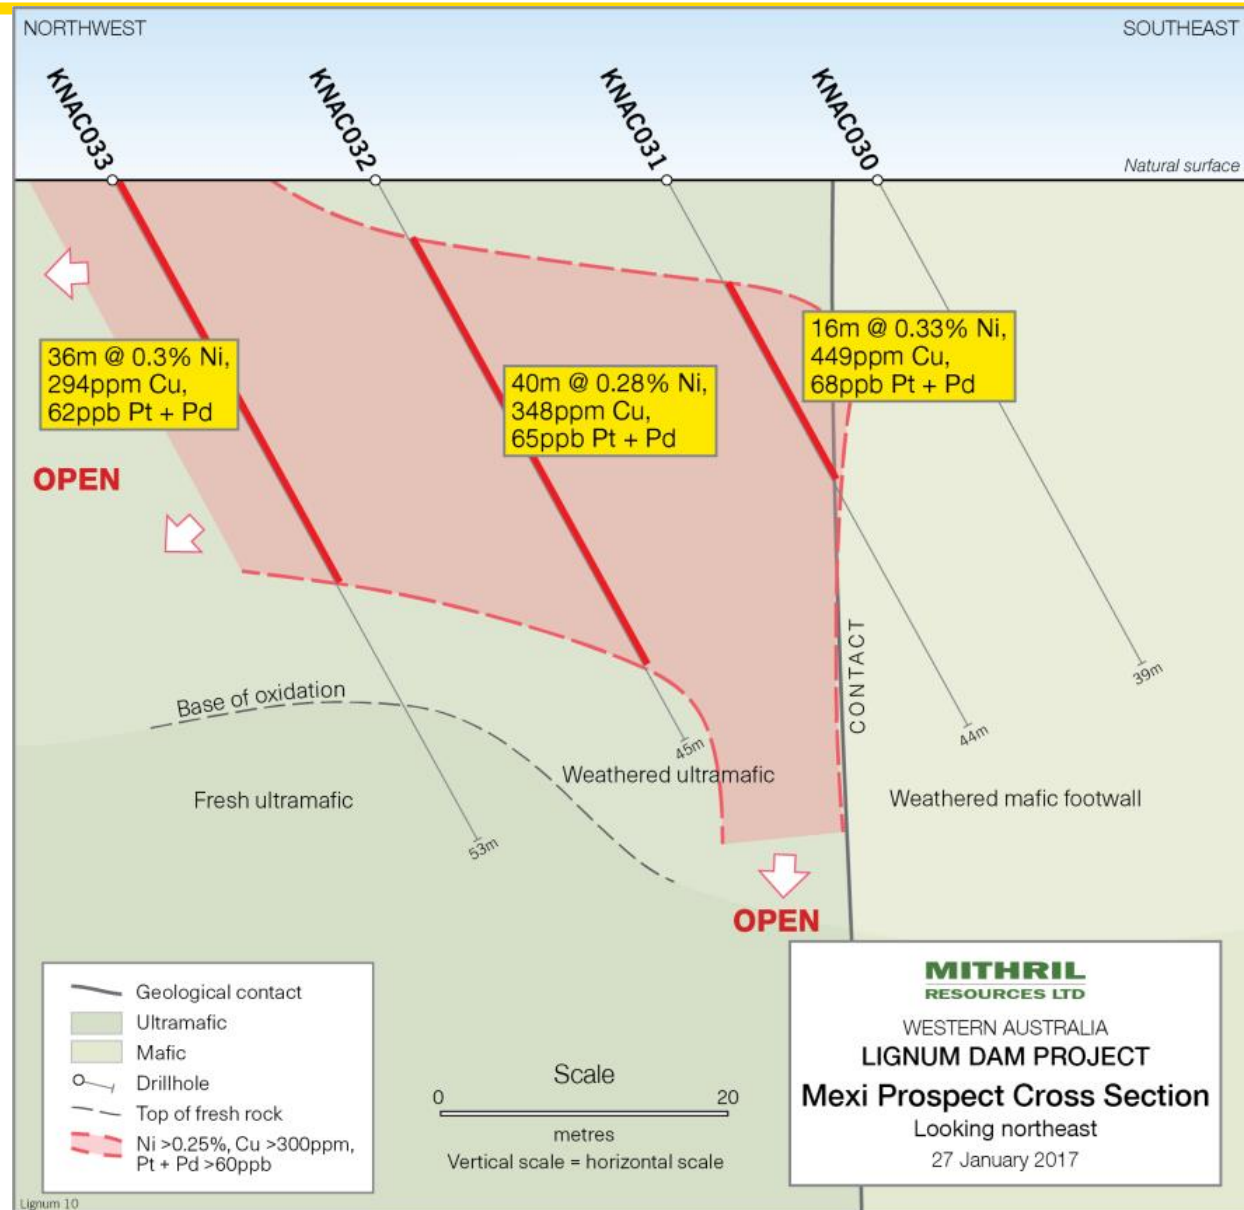 NORTHWEST
SOUTHEAST
KNAC033
KNAC032
KNAC031
KNAC030
Natural surface
36m @ 0.3% Ni,
294ppm Cu,
62ppb Pt + Pd
40m @ 0.28% Ni,
348ppm Cu,
65ppb Pt + Pd
16m @ 0.33% Ni,
449ppm Cu,
68ppb Pt + Pd
OPEN
CONTACT
39m
44m
45m
53m
Base of oxidation
Weathered ultramafic
Fresh ultramafic
Weathered mafic footwall
OPEN
Geological contact
Ultramafic
Mafic
Drillhole
Top of fresh rock
Ni >0.25%, Cu >300ppm,
Pt + Pd >60ppb
Scale
0 20
metres
Vertical scale = horizontal scale
MITHRIL
RESOURCES LTD
WESTERN AUSTRALIA
LIGNUM DAM PROJECT
Mexi Prospect Cross Section
Looking northeast
27 January 2017
Lignum 10